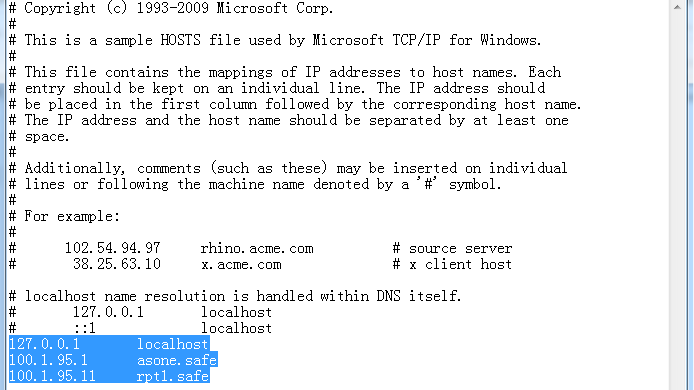 # Copyright (c) 1993-2009 Microsoft Corp.
#
# This is a sample HOSTS file used by Microsoft TCP/IP for Windows.
#
# This file contains the mappings of IP addresses to host names. Each
# entry should be kept on an individual line. The IP address should
# be placed in the first column followed by the corresponding host name.
# The IP address and the host name should be separated by at least one
# space.
#
# Additionally, comments (such as these) may be inserted on individual
# lines or following the machine name denoted by a '#' symbol.
#
# For example:
#
#      102.54.94.97     rhino.acme.com          # source server
#       38.25.63.10     x.acme.com              # x client host

# localhost name resolution is handled within DNS itself.
#       127.0.0.1       localhost
#       ::1             localhost
127.0.0.1       localhost
100.1.95.1      asone.safe
100.1.95.11     rpt1.safe